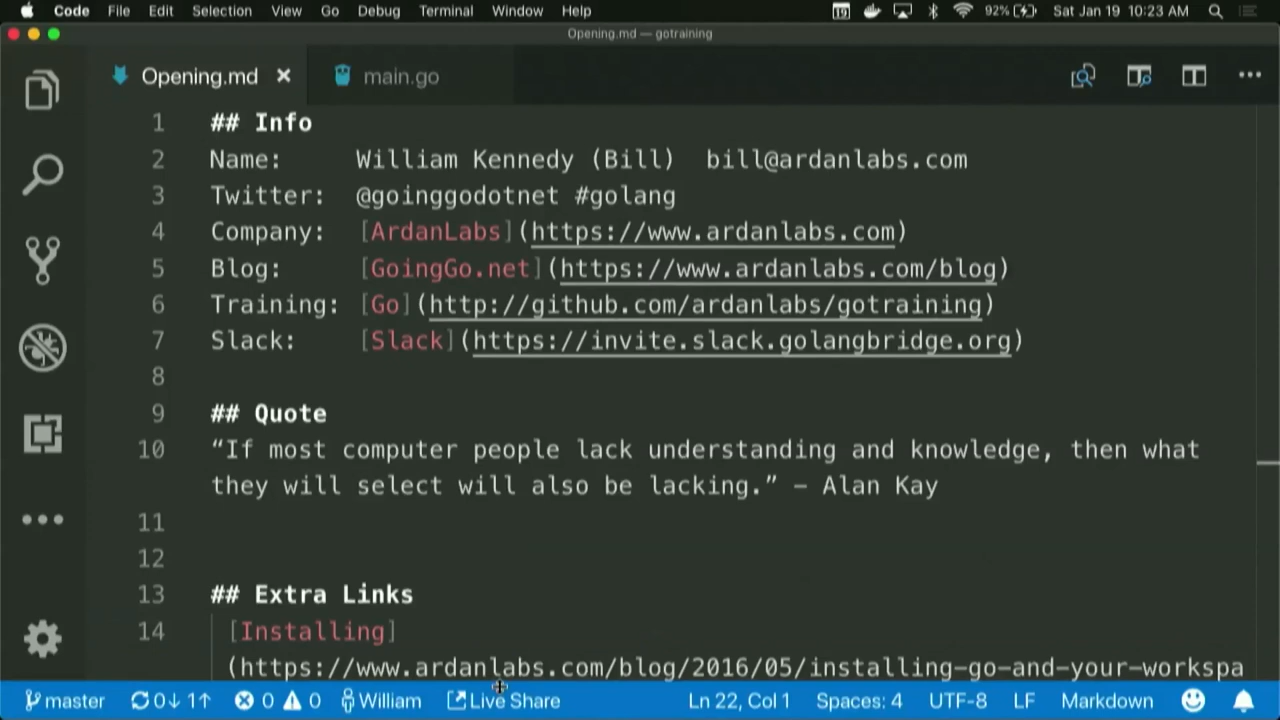 Code File Edit Selection View Go Debug Terminal Window Help 19 92% Sat Jan 19 10:23 AM
Opening.md — gotraining
Opening.md main.go
1 ## Info
2 Name: William Kennedy (Bill) bill@ardanlabs.com
3 Twitter: @goinggodotnet #golang
4 Company: [ArdanLabs](https://www.ardanlabs.com)
5 Blog: [GoingGo.net](https://www.ardanlabs.com/blog)
6 Training: [Go](http://github.com/ardanlabs/gotraining)
7 Slack: [Slack](https://invite.slack.golangbridge.org)
8
9 ## Quote
10 “If most computer people lack understanding and knowledge, then what
they will select will also be lacking.” – Alan Kay
11
12
13 ## Extra Links
14 [Installing]
(https://www.ardanlabs.com/blog/2016/05/installing-go-and-your-workspa
master 0↓ 1↑ 0 0 William Live Share Ln 22, Col 1 Spaces: 4 UTF-8 LF Markdown